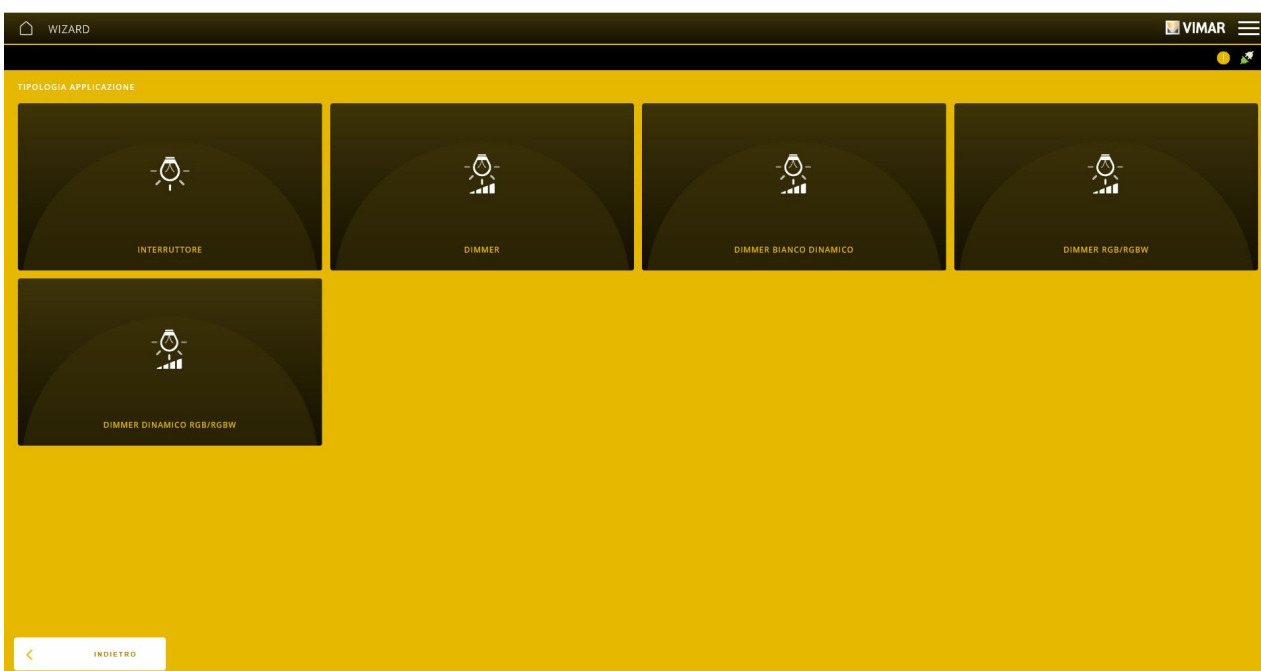 WIZARD
VIMAR
TIPOLOGIA APPLICAZIONE
INTERRUTTORE
DIMMER
DIMMER BIANCO DINAMICO
DIMMER RGB/RGBW
DIMMER DINAMICO RGB/RGBW
INDIETRO